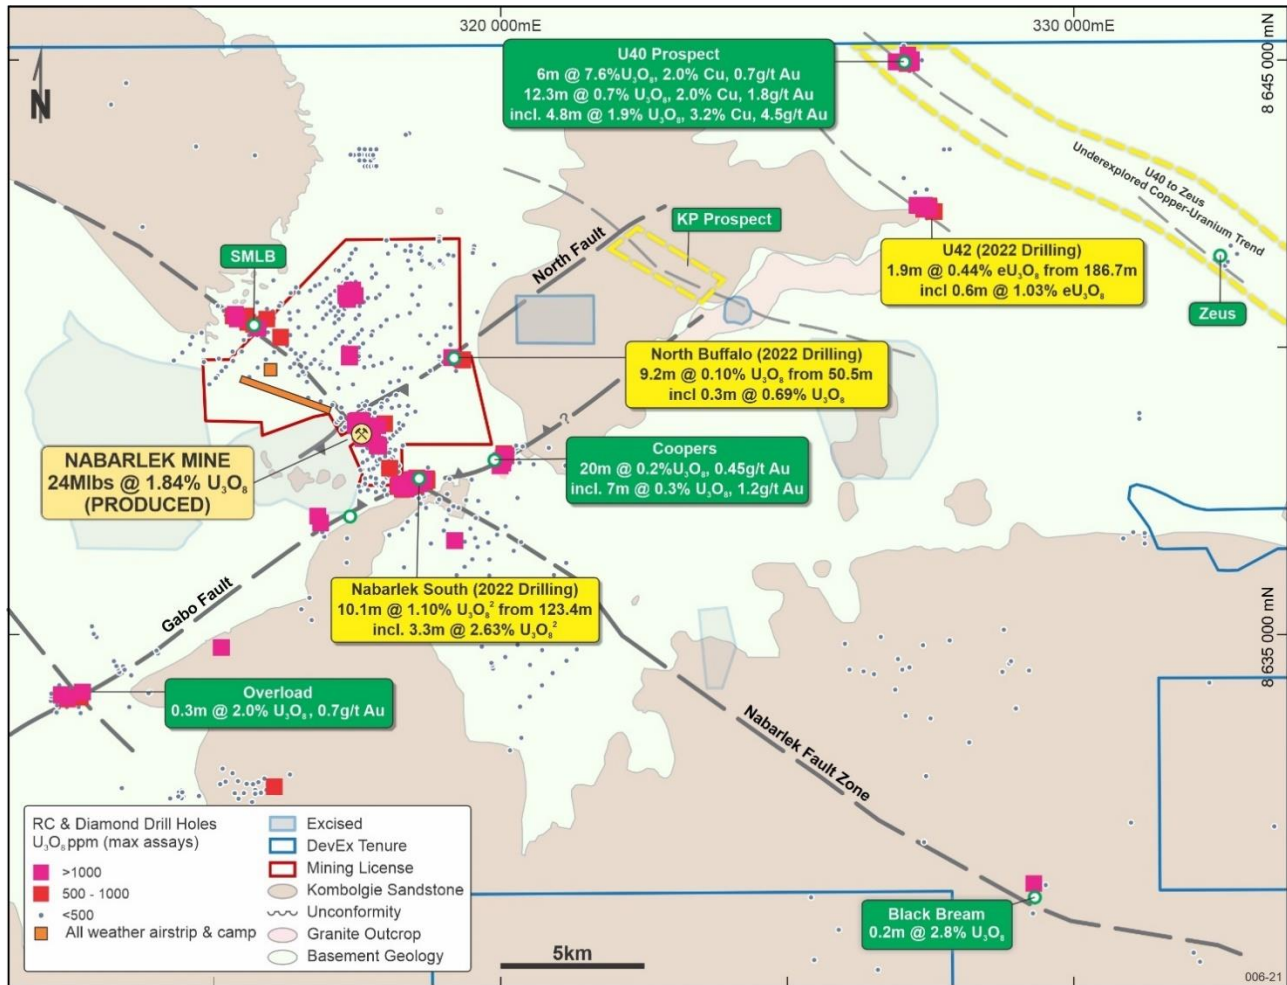 320 000mE
330 000mE
8 645 000 mN
N
U40 Prospect
6m @ 7.6%U₃O₈, 2.0% Cu, 0.7g/t Au
12.3m @ 0.7% U₃O₈, 2.0% Cu, 1.8g/t Au
incl. 4.8m @ 1.9% U₃O₈, 3.2% Cu, 4.5g/t Au
U40 to Zeus
Underexplored Copper-Uranium Trend
KP Prospect
North Fault
SMLB
U42 (2022 Drilling)
1.9m @ 0.44% eU₃O₈ from 186.7m
incl 0.6m @ 1.03% eU₃O₈
Zeus
North Buffalo (2022 Drilling)
9.2m @ 0.10% U₃O₈ from 50.5m
incl 0.3m @ 0.69% U₃O₈
?
Coopers
20m @ 0.2%U₃O₈, 0.45g/t Au
incl. 7m @ 0.3% U₃O₈, 1.2g/t Au
NABARLEK MINE
24Mlbs @ 1.84% U₃O₈
(PRODUCED)
Nabarlek South (2022 Drilling)
10.1m @ 1.10% U₃O₈² from 123.4m
incl. 3.3m @ 2.63% U₃O₈²
Gabo Fault
8 635 000 mN
Overload
0.3m @ 2.0% U₃O₈, 0.7g/t Au
Nabarlek Fault Zone
Black Bream
0.2m @ 2.8% U₃O₈
RC & Diamond Drill Holes
U₃O₈ ppm (max assays)
>1000
500 - 1000
<500
All weather airstrip & camp
Excised
DevEx Tenure
Mining License
Kombolgie Sandstone
Unconformity
Granite Outcrop
Basement Geology
5km
006-21